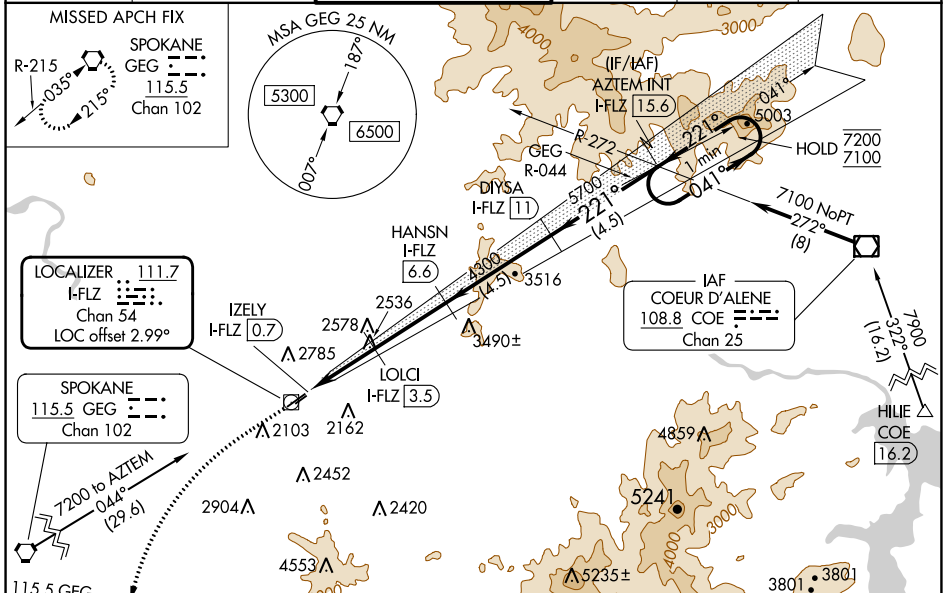 MISSED APCH FIX
SPOKANE
GEG
115.5
Chan 102
R-215
035°
215°
MSA GEG 25 NM
187°
5300
6500
007°
(IF/IAF)
AZTEM INT
I-FLZ 15.6
041°
5003
221°
HOLD
7200
7100
R-272
1 min
041°
GEG
R-044
5700
DIYSA
I-FLZ 11
221°
(4.5)
7100 NoPT
272°
(8)
HANSN
I-FLZ
6.6
4300
(4.5)
3516
LOCALIZER 111.7
I-FLZ
Chan 54
LOC offset 2.99°
IAF
COEUR D'ALENE
108.8 COE
Chan 25
IZELY
I-FLZ 0.7
2536
2578
2785
3490±
7900
322°
(16.2)
LOLCI
I-FLZ 3.5
SPOKANE
115.5 GEG
Chan 102
2103
2162
HILIE
COE
16.2
4859
7200 to AZTEM
044°
(29.6)
2452
2904
2420
5241
3000
4000
4553
5235±
3801
3801
115.5 GEG
4000
3000